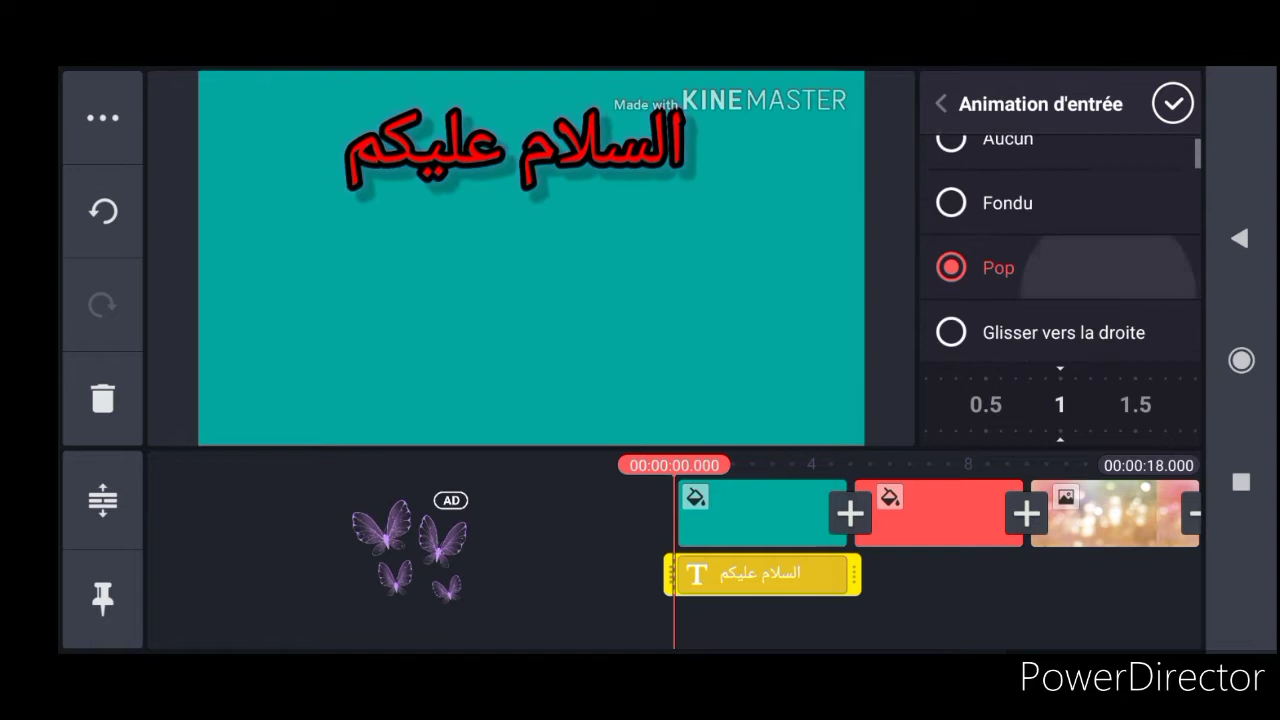 Made with KINEMASTER
السلام عليكم
Animation d'entrée
Aucun
Fondu
Pop
Glisser vers la droite
0.5 1 1.5
00:00:00.000 4 8 00:00:18.000
AD
T السلام عليكم
PowerDirector